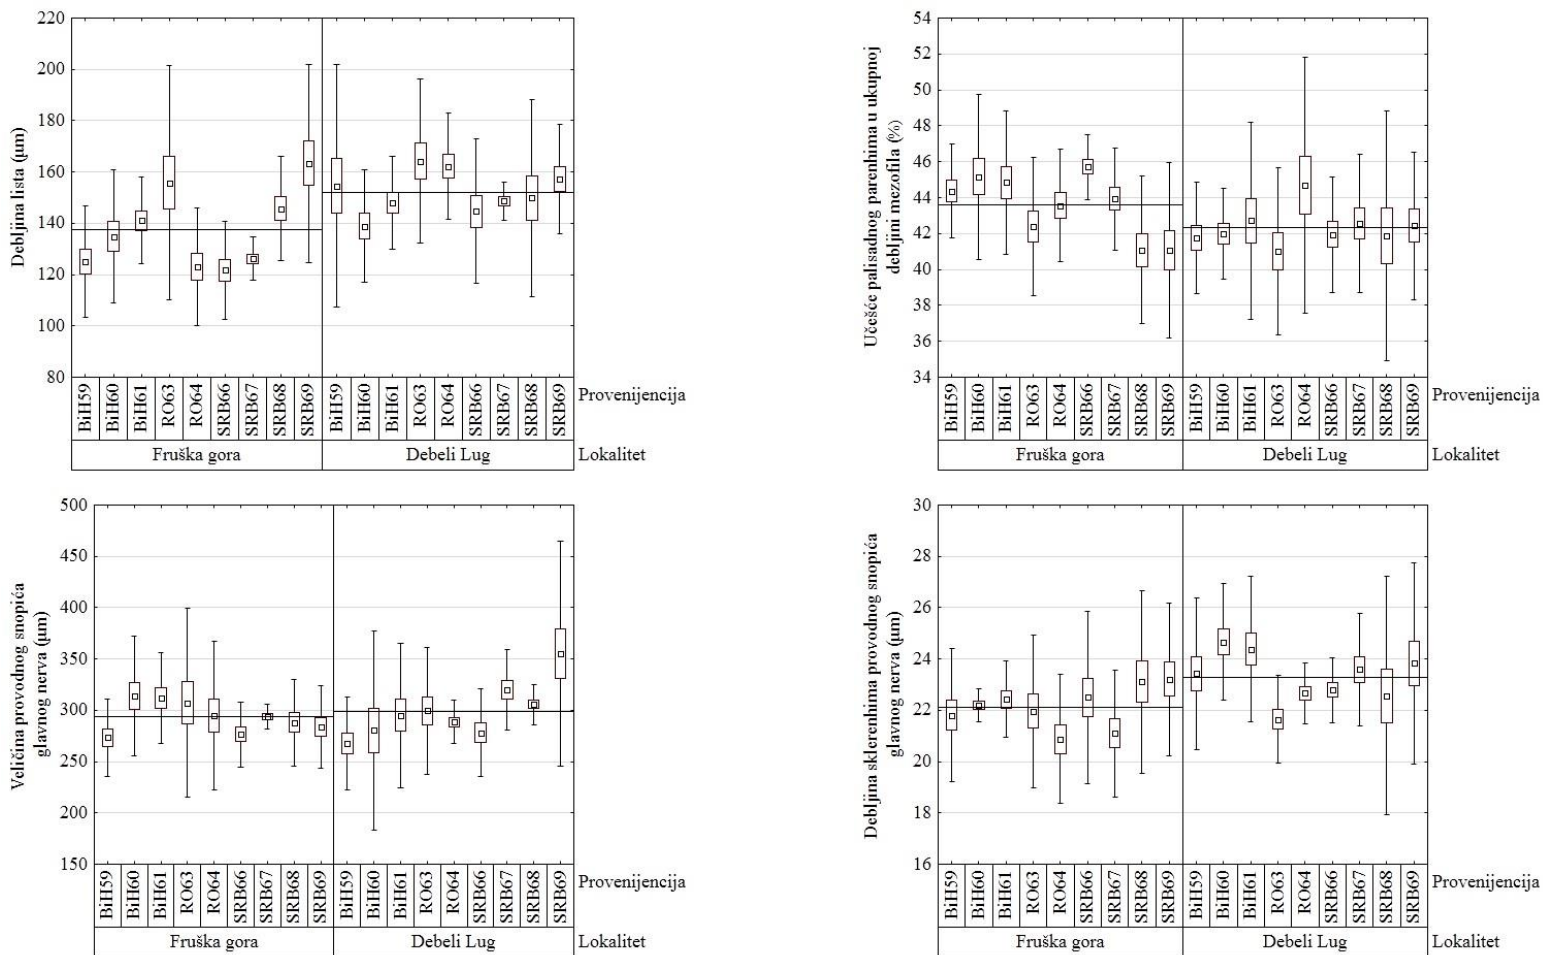 Debljina lista (µm)
220
200
180
160
140
120
100
80
BiH59 BiH60 BiH61 RO63 RO64 SRB66 SRB67 SRB68 SRB69 BiH59 BiH60 BiH61 RO63 RO64 SRB66 SRB67 SRB68 SRB69 Provenijencija
Fruška gora Debeli Lug Lokalitet
Učešće palisadnog parenhima u ukupnoj
debljini mezofila (%)
54
52
50
48
46
44
42
40
38
36
34
BiH59 BiH60 BiH61 RO63 RO64 SRB66 SRB67 SRB68 SRB69 BiH59 BiH60 BiH61 RO63 RO64 SRB66 SRB67 SRB68 SRB69 Provenijencija
Fruška gora Debeli Lug Lokalitet
Veličina provodnog snopića
glavnog nerva (µm)
500
450
400
350
300
250
200
150
BiH59 BiH60 BiH61 RO63 RO64 SRB66 SRB67 SRB68 SRB69 BiH59 BiH60 BiH61 RO63 RO64 SRB66 SRB67 SRB68 SRB69 Provenijencija
Fruška gora Debeli Lug Lokalitet
Debljina sklerenhima provodnog snopića
glavnog nerva (µm)
30
28
26
24
22
20
18
16
BiH59 BiH60 BiH61 RO63 RO64 SRB66 SRB67 SRB68 SRB69 BiH59 BiH60 BiH61 RO63 RO64 SRB66 SRB67 SRB68 SRB69 Provenijencija
Fruška gora Debeli Lug Lokalitet